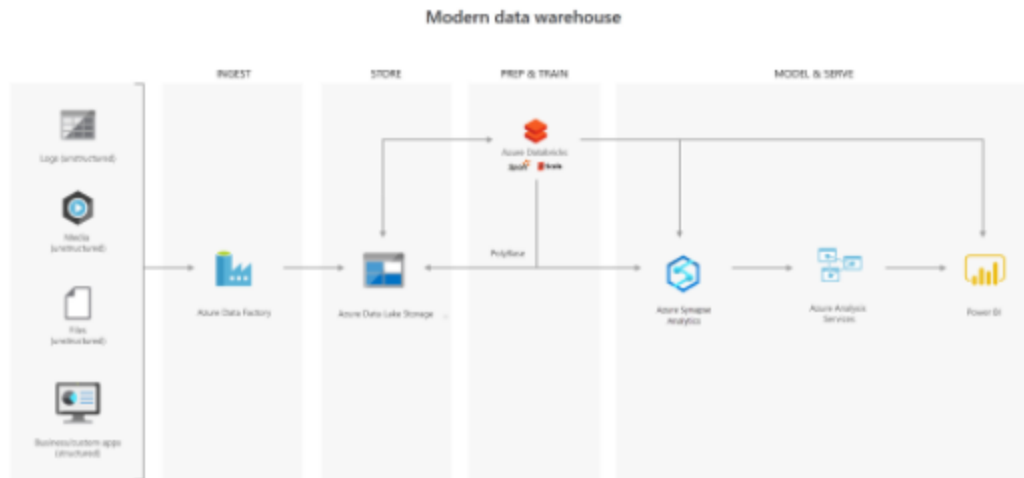 Modern data warehouse
INGEST
STORE
PREP & TRAIN
MODEL & SERVE
Logs (unstructured)
Media
(unstructured)
Files
(unstructured)
Business/custom apps
(structured)
Azure Data Factory
Azure Data Lake Storage
Azure Databricks
Spark
PolyBase
Azure Synapse
Analytics
Azure Analysis
Services
Power BI